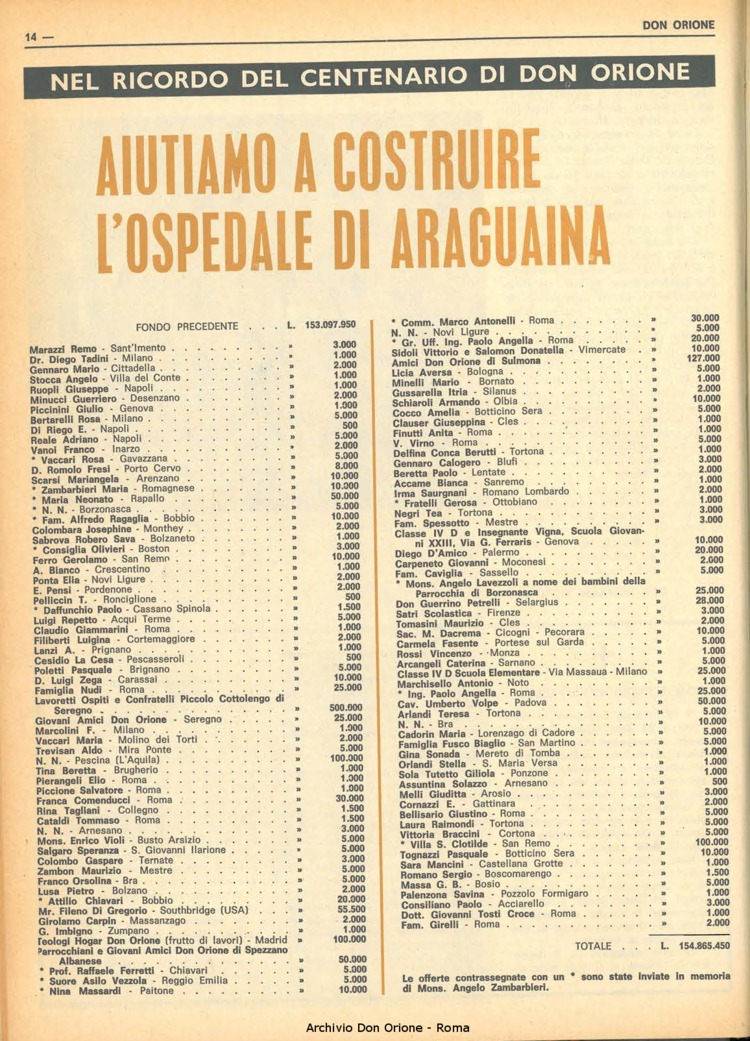 14 —
DON ORIONE
NEL RICORDO DEL CENTENARIO DI DON ORIONE
AIUTIAMO A COSTRUIRE
L'OSPEDALE DI ARAGUAINA
FONDO PRECEDENTE . . . L. 153.097.950
Marazzi Remo - Sant'Imento . . . » 3.000
Dr. Diego Tadini - Milano . . . » 1.000
Gennaro Mario - Cittadella . . . » 2.000
Stocca Angelo - Villa del Conte . . . » 1.000
Ruopli Giuseppe - Napoli . . . » 1.000
Minucci Guerriero - Desenzano . . . » 2.000
Piccinini Giulio - Genova . . . » 1.000
Bertarelli Rosa - Milano . . . » 5.000
Di Riego E. - Napoli . . . » 500
Reale Adriano - Napoli . . . » 5.000
Vanoi Franco - Inarzo . . . » 2.000
* Vaccari Rosa - Gavazzana . . . » 5.000
D. Romolo Fresi - Porto Cervo . . . » 8.000
Scarsi Mariangela - Arenzano . . . » 10.000
* Zambarbieri Maria - Romagnese . . . » 10.000
* Maria Neonato - Rapallo . . . » 50.000
* N. N. - Borzonasca . . . » 5.000
* Fam. Alfredo Ragaglia - Bobbio . . . » 10.000
Colombara Josephine - Monthey . . . » 2.000
Sabrova Robero Sava - Bolzaneto . . . » 1.000
* Consiglia Olivieri - Boston . . . » 3.000
Ferro Gerolamo - San Remo . . . » 10.000
A. Bianco - Crescentino . . . » 1.000
Ponta Elia - Novi Ligure . . . » 2.000
E. Pensi - Pordenone . . . » 2.000
Pelliccin T. - Ronciglione . . . » 500
* Daffunchio Paolo - Cassano Spinola . . . » 1.500
Luigi Repetto - Acqui Terme . . . » 5.000
Claudio Giammarini - Roma . . . » 1.000
Filiberti Luigina - Cortemaggiore . . . » 2.000
Lanzi A. - Prignano . . . » 1.000
Cesidio La Cesa - Pescasseroli . . . » 500
Poletti Pasquale - Brignano . . . » 5.000
D. Luigi Zega - Carassai . . . » 10.000
Famiglia Nudi - Roma . . . » 25.000
Lavoretti Ospiti e Confratelli Piccolo Cottolengo di
Seregno . . . » 500.000
Giovani Amici Don Orione - Seregno . . . » 25.000
Marcolini F. - Milano . . . » 1.000
Vaccari Maria - Molino dei Torti . . . » 2.000
Trevisan Aldo - Mira Ponte . . . » 5.000
N. N. - Pescina (L'Aquila) . . . » 100.000
Tina Beretta - Brugherio . . . » 1.000
Pierangeli Elio - Roma . . . » 1.000
Piccione Salvatore - Roma . . . » 1.000
Franca Comenducci - Roma . . . » 30.000
Rina Tagliani - Collegno . . . » 1.500
Cataldi Tommaso - Roma . . . » 1.500
N. N. - Arnesano . . . » 3.000
Mons. Enrico Violi - Busto Arsizio . . . » 5.000
Salgaro Speranza - S. Giovanni Ilarione . . . » 5.000
Colombo Gaspare - Ternate . . . » 3.000
Zambon Maurizio - Mestre . . . » 5.000
Franco Orsolina - Bra . . . » 5.000
Lusa Pietro - Bolzano . . . » 2.000
* Attilio Chiavari - Bobbio . . . » 20.000
Mr. Fileno Di Gregorio - Southbridge (USA) » 55.500
Girolamo Carpin - Massanzago . . . » 2.000
G. Imbigno - Zumpano . . . » 1.000
Teologi Hogar Don Orione (frutto di lavori) - Madrid » 100.000
Parrocchiani e Giovani Amici Don Orione di Spezzano
Albanese . . . » 50.000
* Prof. Raffaele Ferretti - Chiavari . . . » 5.000
* Suore Asilo Vezzola - Reggio Emilia . . . » 5.000
* Nina Massardi - Paitone . . . » 10.000
* Comm. Marco Antonelli - Roma . . . » 30.000
N. N. - Novi Ligure . . . » 5.000
* Gr. Uff. Ing. Paolo Angella - Roma . . . » 20.000
Sidoli Vittorio e Salomon Donatella - Vimercate . » 10.000
Amici Don Orione di Sulmona . . . » 127.000
Licia Aversa - Bologna . . . » 5.000
Minelli Mario - Bornato . . . » 1.000
Gussarella Itria - Silanus . . . » 2.000
Schiaroli Armando - Olbia . . . » 10.000
Cocco Amelia - Botticino Sera . . . » 5.000
Clauser Giuseppina - Cles . . . » 1.000
Finutti Anita - Roma . . . » 1.000
V. Virno - Roma . . . » 5.000
Delfina Conca Berutti - Tortona . . . » 1.000
Gennaro Calogero - Blufi . . . » 3.000
Beretta Paolo - Lentate . . . » 2.000
Accame Bianca - Sanremo . . . » 1.000
Irma Saurgnani - Romano Lombardo . . . » 2.000
* Fratelli Gerosa - Ottobiano . . . » 1.000
Negri Tea - Tortona . . . » 3.000
Fam. Spessotto - Mestre . . . » 3.000
Classe IV D e Insegnante Vigna, Scuola Giovan-
ni XXIII, Via G. Ferraris - Genova . . . » 10.000
Diego D'Amico - Palermo . . . » 20.000
Carpeneto Giovanni - Moconesi . . . » 2.000
Fam. Caviglia - Sassello . . . » 5.000
* Mons. Angelo Lavezzoli a nome dei bambini della
Parrocchia di Borzonasca . . . » 25.000
Don Guerrino Petrelli - Selargius . . . » 28.000
Satri Scolastica - Firenze . . . » 3.000
Tomasini Maurizio - Cles . . . » 2.000
Sac. M. Dacrema - Cicogni - Pecorara . . . » 10.000
Carmela Fasente - Portese sul Garda . . . » 5.000
Rossi Vincenzo - Monza . . . » 1.000
Arcangeli Caterina - Sarnano . . . » 5.000
Classe IV D Scuola Elementare - Via Massaua - Milano » 25.000
Marchisello Antonio - Noto . . . » 1.000
* Ing. Paolo Angella - Roma . . . » 25.000
Cav. Umberto Volpe - Padova . . . » 50.000
Arlandi Teresa - Tortona . . . » 5.000
N. N. - Bra . . . » 10.000
Cadorin Maria - Lorenzago di Cadore . . . » 5.000
Famiglia Fusco Biaglio - San Martino . . . » 5.000
Gina Sonada - Mereto di Tomba . . . » 1.000
Orlandi Stella - S. Maria Versa . . . » 1.000
Sola Tutetto Giliola - Ponzone . . . » 1.000
Assuntina Solazzo - Arnesano . . . » 500
Melli Giuditta - Arosio . . . » 3.000
Cornazzi E. - Gattinara . . . » 2.000
Bellisario Giustino - Roma . . . » 5.000
Laura Raimondi - Tortona . . . » 5.000
Vittoria Braccini - Cortona . . . » 5.000
* Villa S. Clotilde - San Remo . . . » 100.000
Tognazzi Pasquale - Botticino Sera . . . » 10.000
Sara Mancini - Castellana Grotte . . . » 1.000
Romano Sergio - Boscomarengo . . . » 1.500
Massa G. B. - Bosio . . . » 5.000
Palenzona Savina - Pozzolo Formigaro . . . » 1.000
Consiliano Paolo - Acciarello . . . » 3.000
Dott. Giovanni Tosti Croce - Roma . . . » 1.000
Fam. Girelli - Roma . . . » 2.000
TOTALE . . . L. 154.865.450
Le offerte contrassegnate con un * sono state inviate in memoria
di Mons. Angelo Zambarbieri.
Archivio Don Orione - Roma